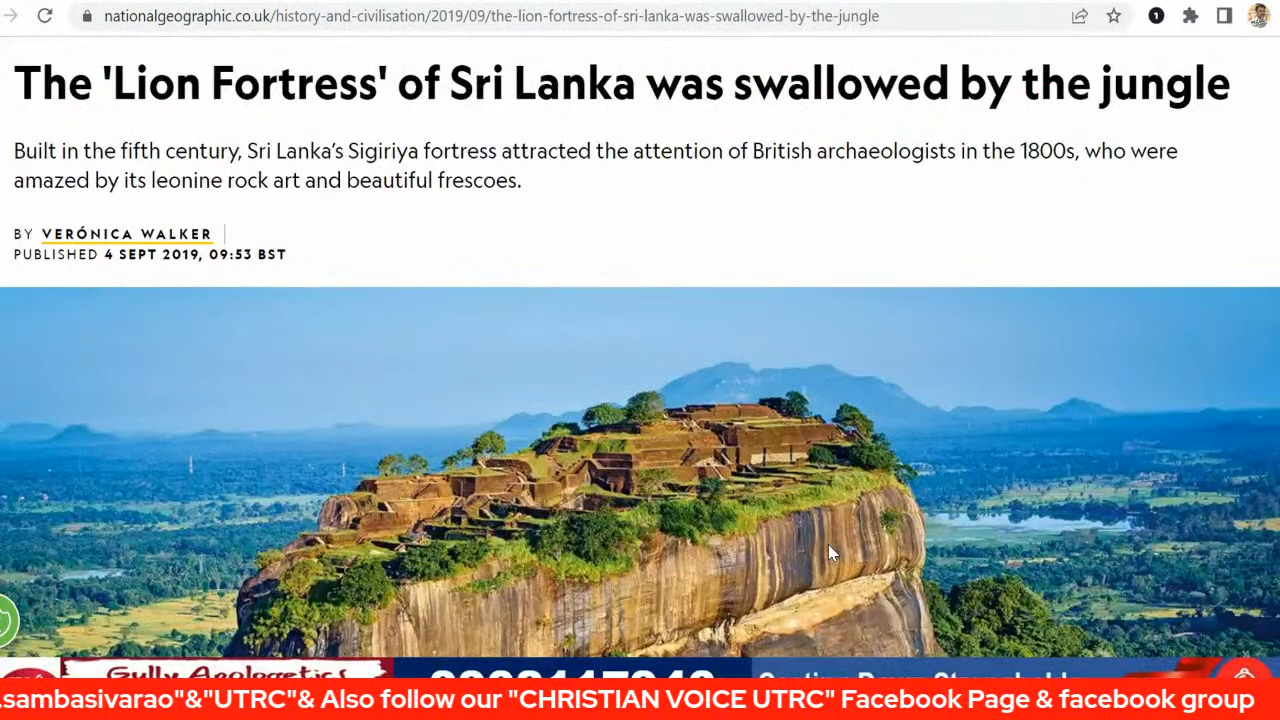 nationalgeographic.co.uk/history-and-civilisation/2019/09/the-lion-fortress-of-sri-lanka-was-swallowed-by-the-jungle
The 'Lion Fortress' of Sri Lanka was swallowed by the jungle
Built in the fifth century, Sri Lanka's Sigiriya fortress attracted the attention of British archaeologists in the 1800s, who were
amazed by its leonine rock art and beautiful frescoes.
BY VERÓNICA WALKER
PUBLISHED 4 SEPT 2019, 09:53 BST
Gully Apologetics
.sambasivarao"&"UTRC"& Also follow our "CHRISTIAN VOICE UTRC" Facebook Page & facebook group